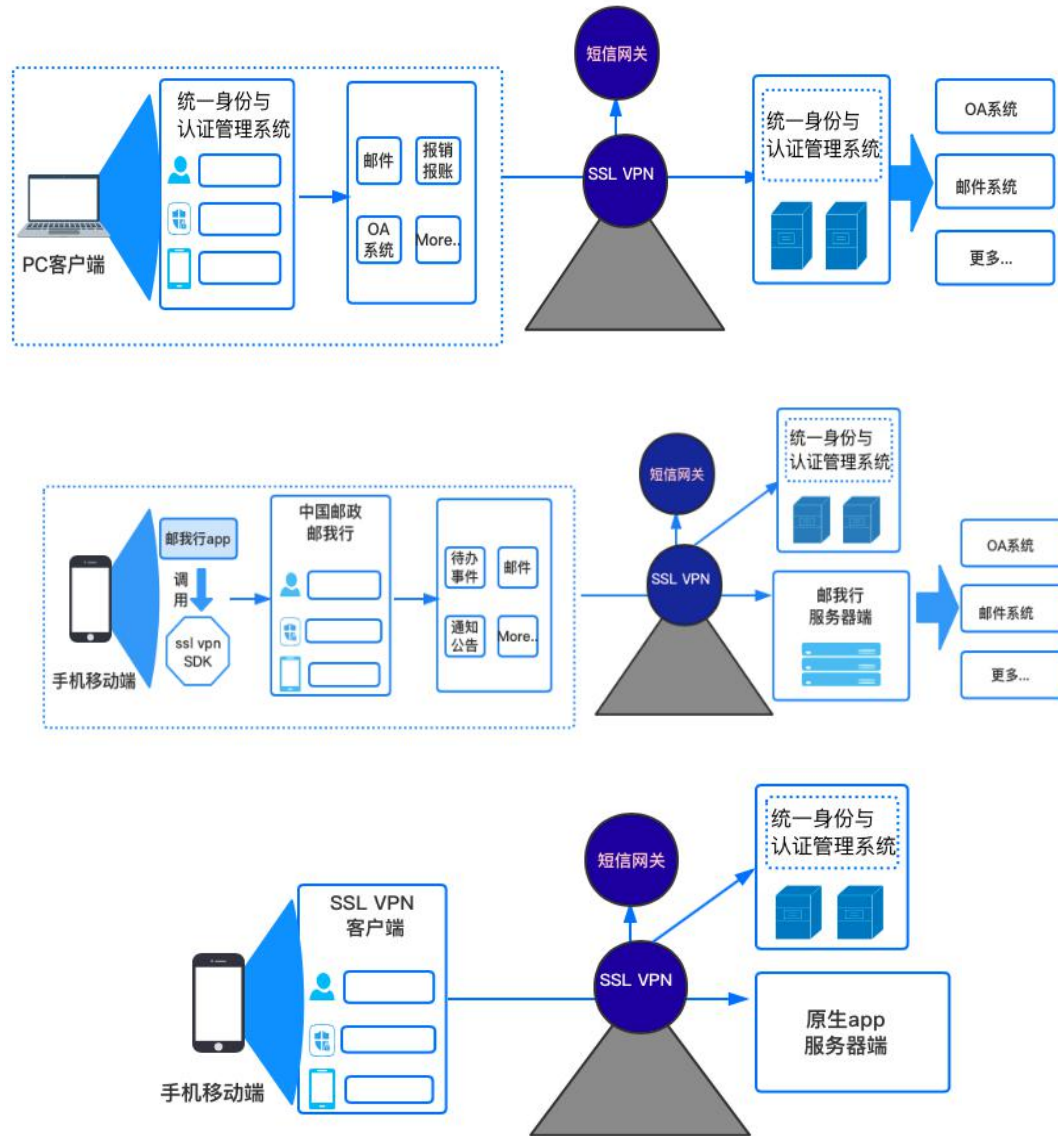 短信网关
统一身份与
认证管理系统
邮件
报销
报账
OA
系统
More..
PC客户端
SSL VPN
统一身份与
认证管理系统
OA系统
邮件系统
更多...
短信网关
统一身份与
认证管理系统
邮我行app
调
用
ssl vpn
SDK
手机移动端
中国邮政
邮我行
待办
事件
邮件
通知
公告
More..
SSL VPN
邮我行
服务器端
OA系统
邮件系统
更多...
短信网关
统一身份与
认证管理系统
SSL VPN
客户端
手机移动端
SSL VPN
原生app
服务器端